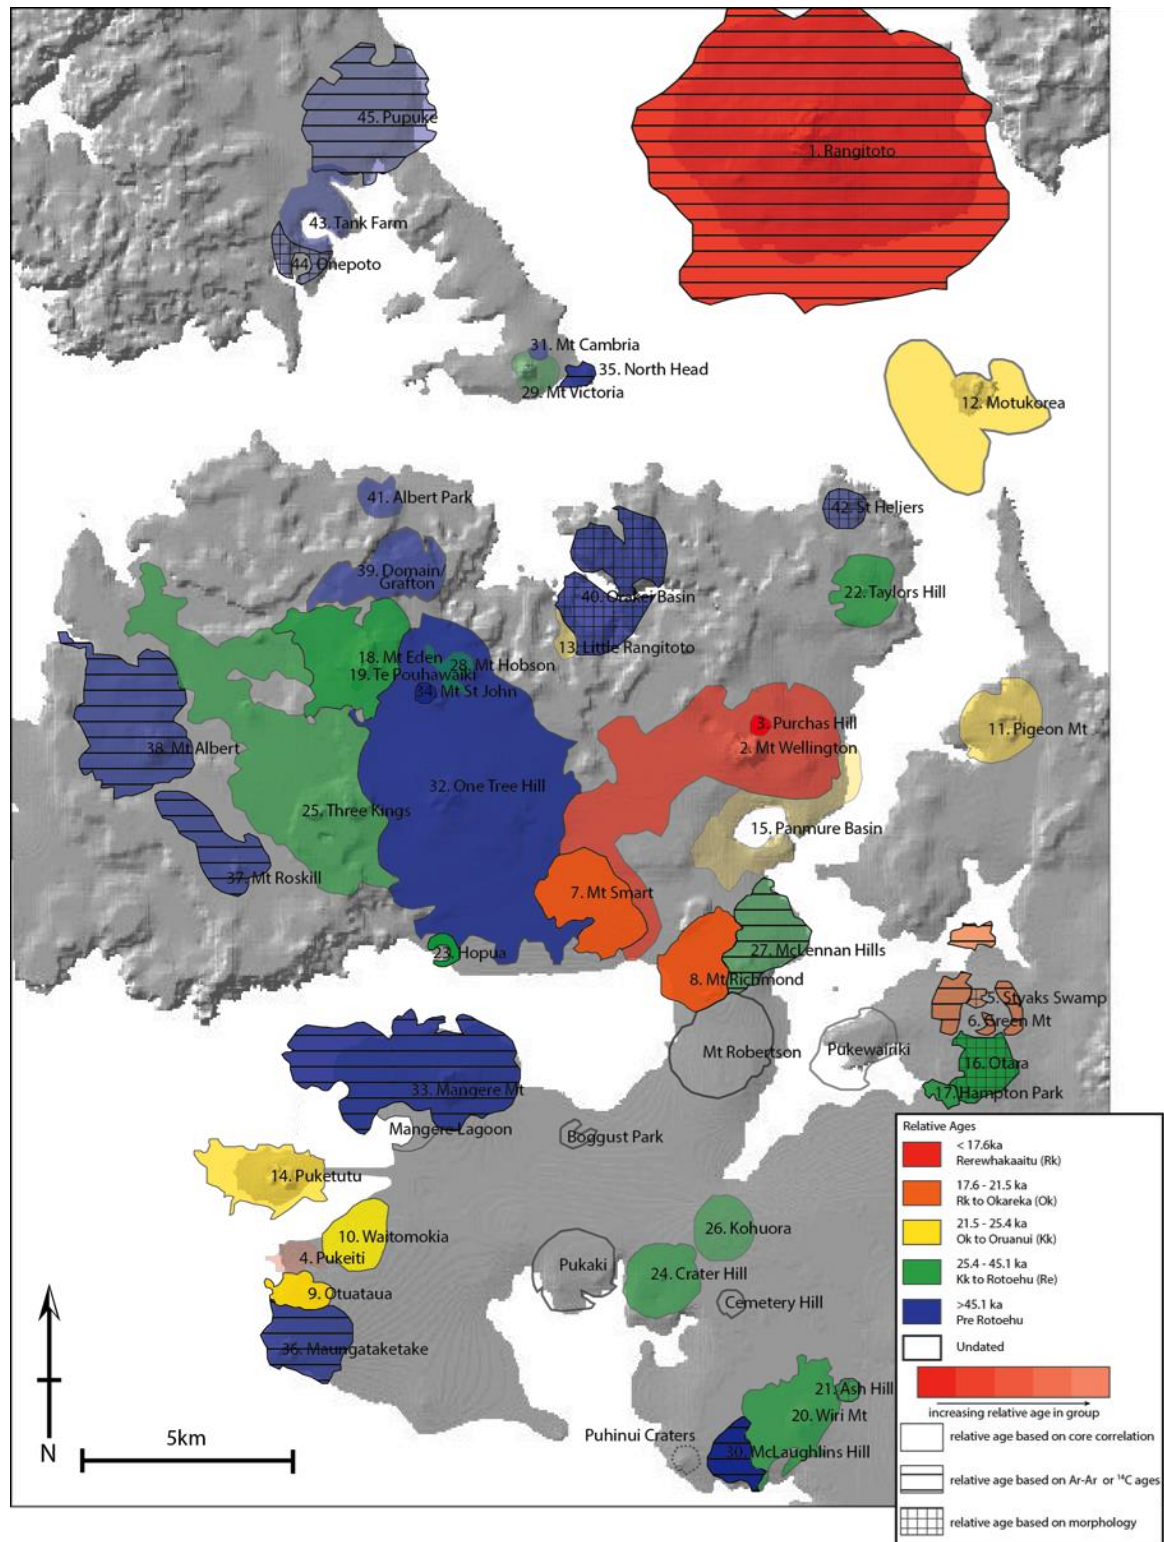 45. Pupuke
1. Rangitoto
43. Tank Farm
44. Onepoto
31. Mt Cambria
35. North Head
29. Mt Victoria
12. Motukorea
41. Albert Park
42. St Heliers
39. Domain/
Grafton
22. Taylors Hill
40. Orakei Basin
13. Little Rangitoto
18. Mt Eden
28. Mt Hobson
19. Te Pouhawaiki
34. Mt St John
3. Purchas Hill
11. Pigeon Mt
38. Mt Albert
2. Mt Wellington
32. One Tree Hill
25. Three Kings
15. Panmure Basin
37. Mt Roskill
7. Mt Smart
23. Hopua
27. McLennan Hills
8. Mt Richmond
5. Styaks Swamp
6. Green Mt
Mt Robertson
Pukewairiki
16. Otara
33. Mangere Mt
17. Hampton Park
Mangere Lagoon
Boggust Park
14. Puketutu
26. Kohuora
10. Waitomokia
4. Pukeiti
Pukaki
24. Crater Hill
9. Otuataua
Cemetery Hill
36. Maungataketake
21. Ash Hill
20. Wiri Mt
Puhinui Craters
30. McLaughlins Hill
N
5km
Relative Ages
< 17.6ka
Rerewhakaaitu (Rk)
17.6 - 21.5 ka
Rk to Okareka (Ok)
21.5 - 25.4 ka
Ok to Oruanui (Kk)
25.4 - 45.1 ka
Kk to Rotoehu (Re)
>45.1 ka
Pre Rotoehu
Undated
increasing relative age in group
relative age based on core correlation
relative age based on Ar-Ar or ¹⁴C ages
relative age based on morphology